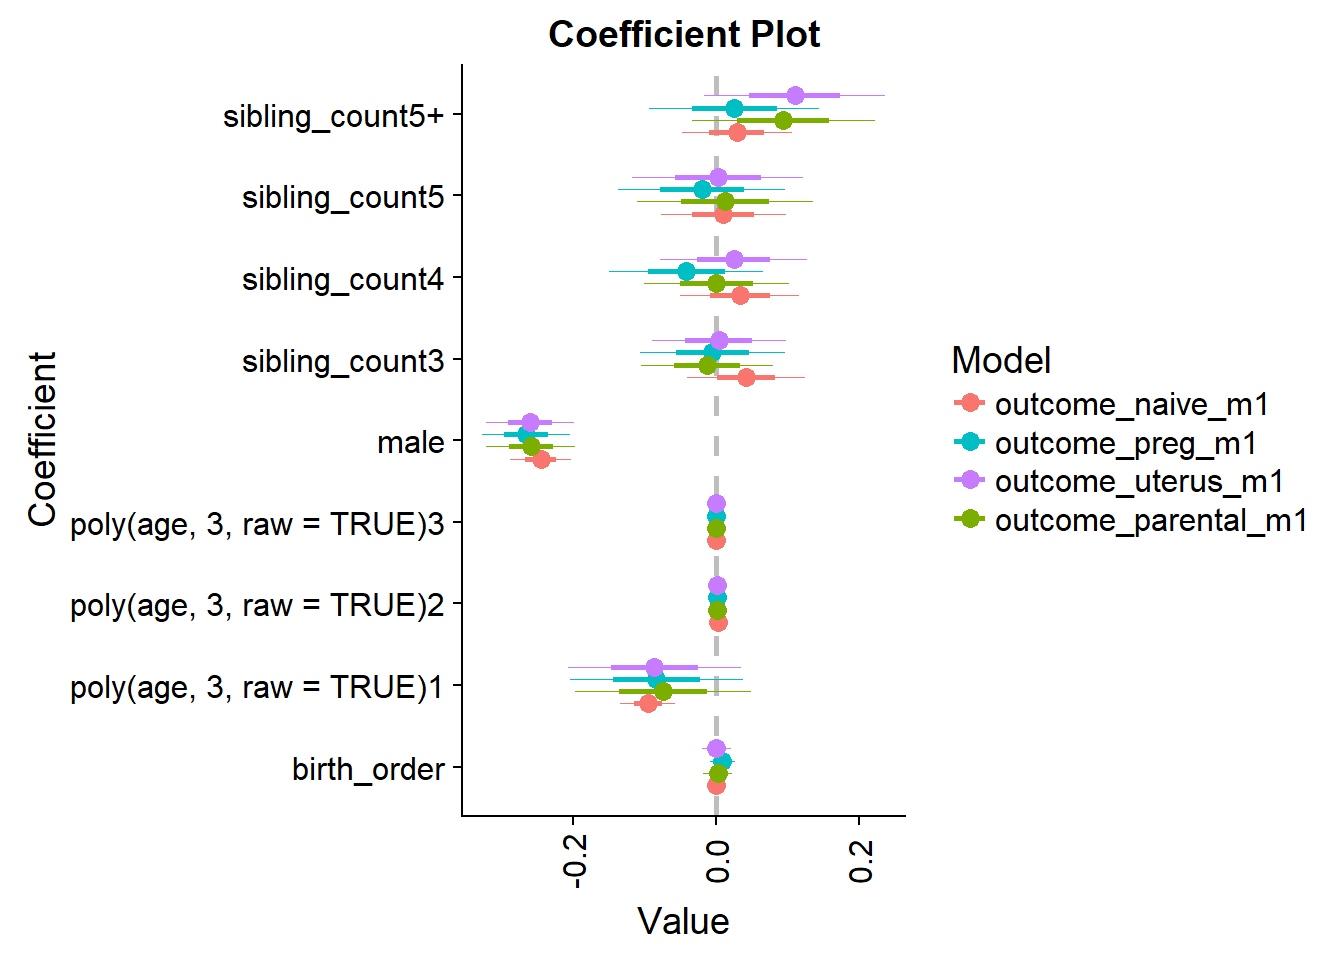 Coefficient Plot
Coefficient
sibling_count5+
sibling_count5
sibling_count4
sibling_count3
male
poly(age, 3, raw = TRUE)3
poly(age, 3, raw = TRUE)2
poly(age, 3, raw = TRUE)1
birth_order
-0.2
0.0
0.2
Value
Model
outcome_naive_m1
outcome_preg_m1
outcome_uterus_m1
outcome_parental_m1